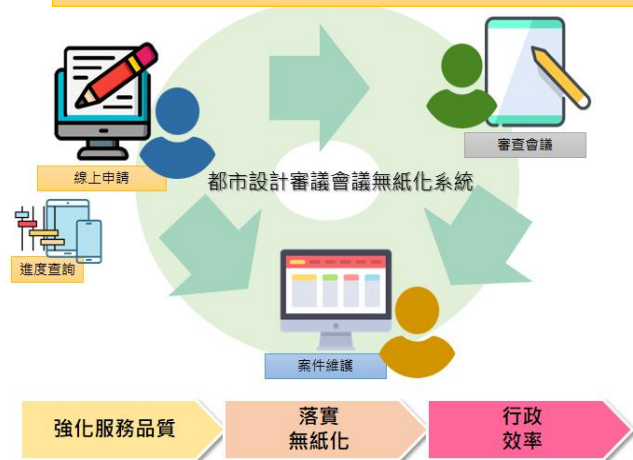 線上申請
審查會議
都市設計審議會議無紙化系統
進度查詢
案件維護
強化服務品質
落實
無紙化
行政
效率